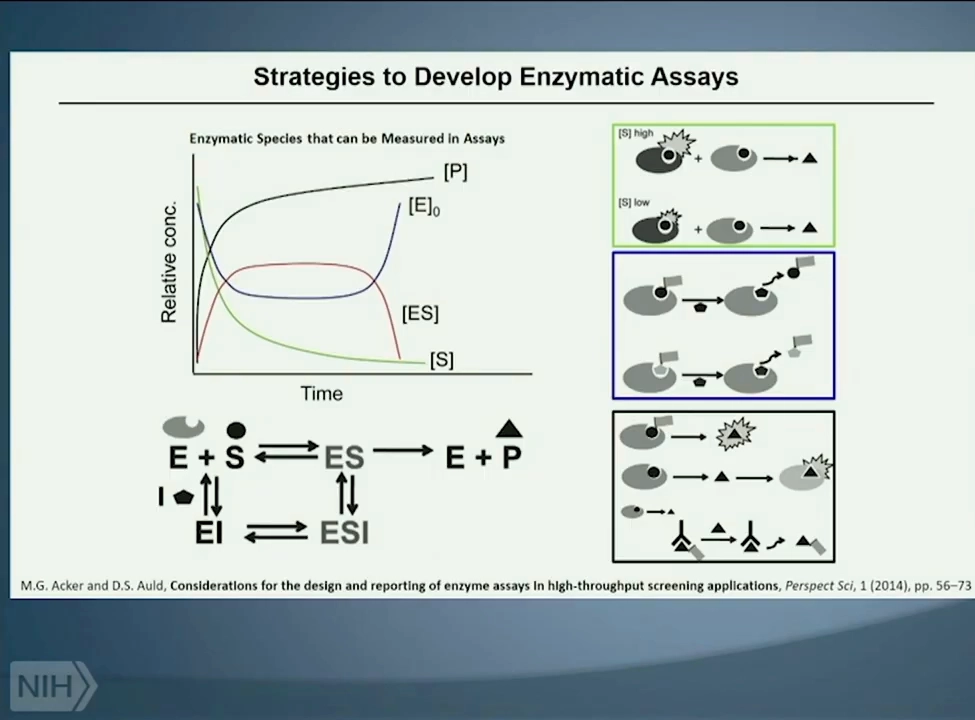 Strategies to Develop Enzymatic Assays
Enzymatic Species that can be Measured in Assays
Relative conc.
[P]
[E]0
[ES]
[S]
Time
E + S ES E + P
I
EI ESI
[S] high
+
[S] low
+
M.G. Acker and D.S. Auld, Considerations for the design and reporting of enzyme assays in high-throughput screening applications, Perspect Sci, 1 (2014), pp. 56–73
NIH